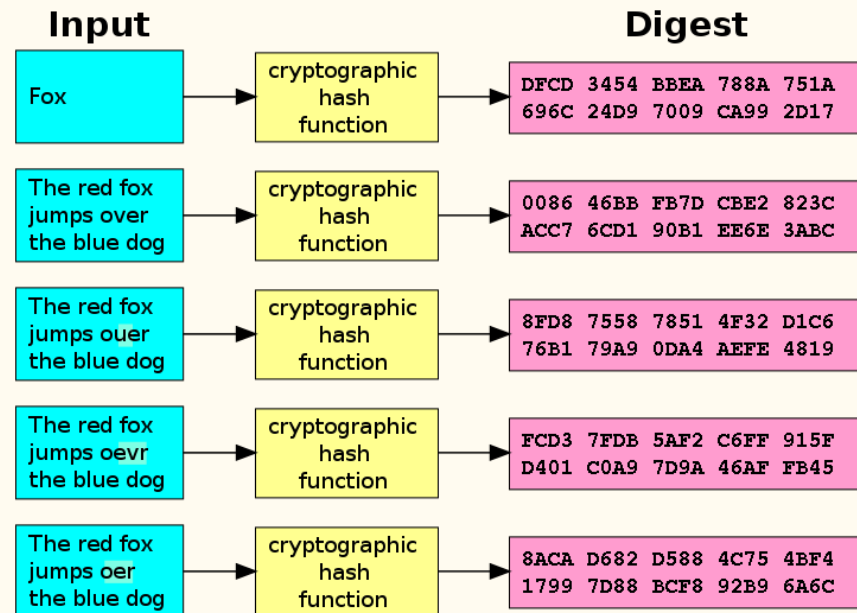 Input
Digest
Fox
cryptographic
hash
function
DFCD 3454 BBEA 788A 751A
696C 24D9 7009 CA99 2D17
The red fox
jumps over
the blue dog
cryptographic
hash
function
0086 46BB FB7D CBE2 823C
ACC7 6CD1 90B1 EE6E 3ABC
The red fox
jumps ouer
the blue dog
cryptographic
hash
function
8FD8 7558 7851 4F32 D1C6
76B1 79A9 0DA4 AEFE 4819
The red fox
jumps oevr
the blue dog
cryptographic
hash
function
FCD3 7FDB 5AF2 C6FF 915F
D401 C0A9 7D9A 46AF FB45
The red fox
jumps oer
the blue dog
cryptographic
hash
function
8ACA D682 D588 4C75 4BF4
1799 7D88 BCF8 92B9 6A6C